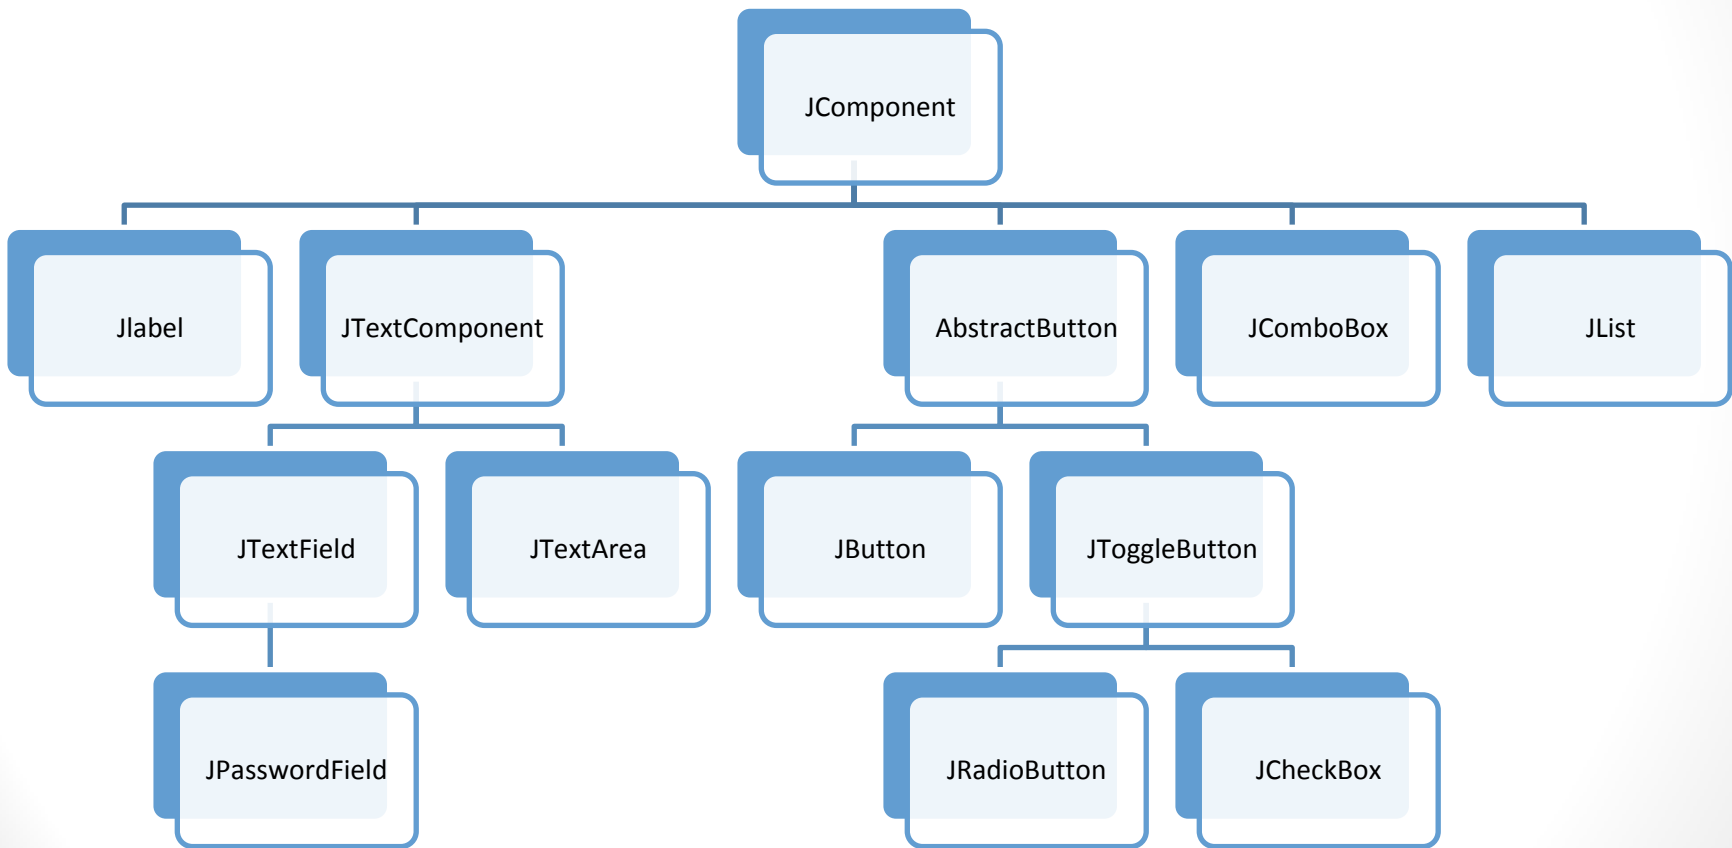 JComponent
Jlabel
JTextComponent
AbstractButton
JComboBox
JList
JTextField
JTextArea
JButton
JToggleButton
JPasswordField
JRadioButton
JCheckBox